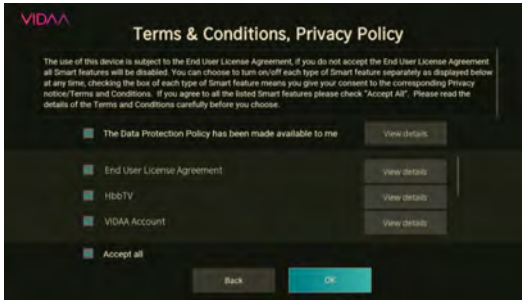 VIDAA
Terms & Conditions, Privacy Policy
The use of this device is subject to the End User License Agreement, if you do not accept the End User License Agreement
all Smart features will be disabled. You can choose to turn on/off each type of Smart feature separately as displayed below
at any time, checking the box of each type of Smart feature means you give your consent to the corresponding Privacy
notice/Terms and Conditions. If you agree to all the listed Smart features please check "Accept All". Please read the
details of the Terms and Conditions carefully before you choose.
The Data Protection Policy has been made available to me View details
End User License Agreement View details
HbbTV View details
VIDAA Account View details
Accept all
Back OK